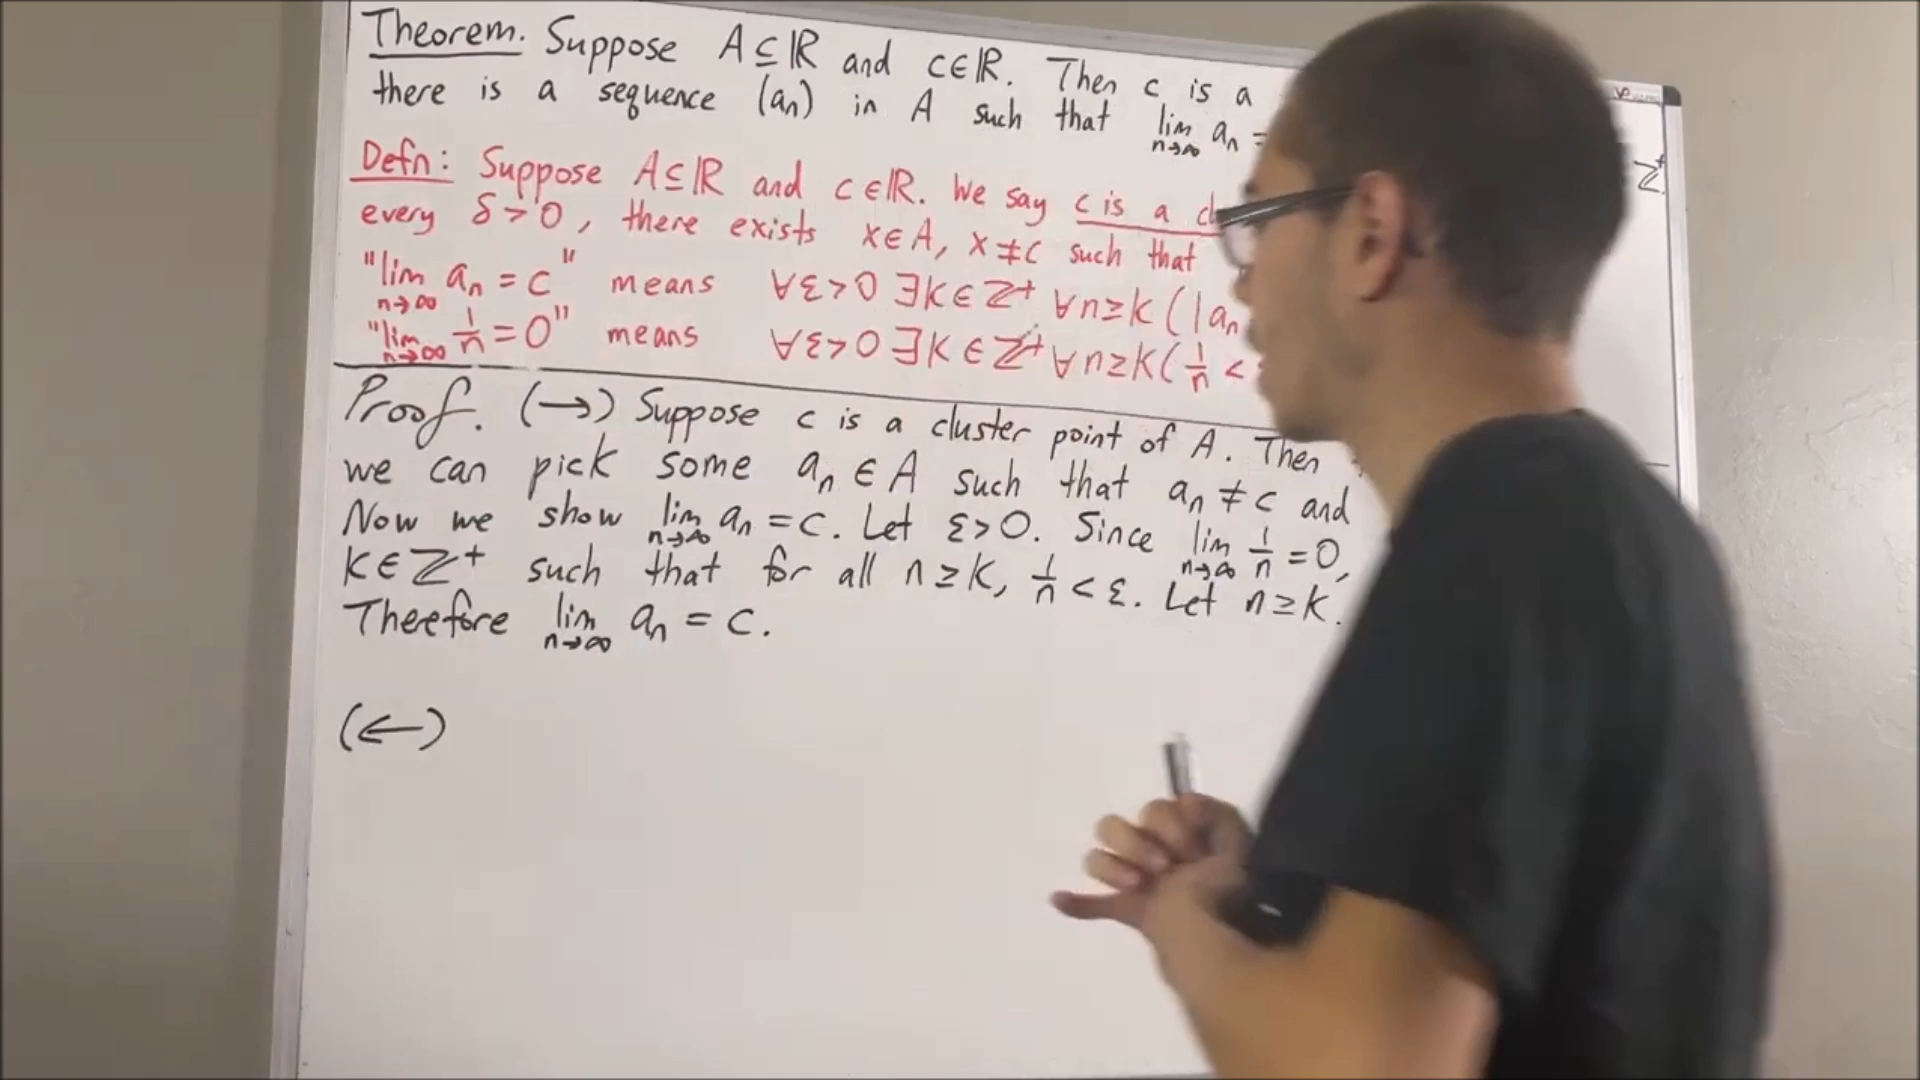 Theorem. Suppose A ⊆ ℝ and c ∈ ℝ. Then c is a
there is a sequence (aₙ) in A such that lim n→∞ aₙ =
ℤ⁺
Defn: Suppose A ⊆ ℝ and c ∈ ℝ. We say c is a
every δ > 0, there exists x ∈ A, x ≠ c such that
"lim n→∞ aₙ = c" means ∀ε > 0 ∃K ∈ ℤ⁺ ∀n ≥ K (|aₙ
"lim n→∞ 1/n = 0" means ∀ε > 0 ∃K ∈ ℤ⁺ ∀n ≥ K (1/n <
Proof. (→) Suppose c is a cluster point of A. Then
we can pick some aₙ ∈ A such that aₙ ≠ c and
Now we show lim n→∞ aₙ = c. Let ε > 0. Since lim n→∞ 1/n = 0,
K ∈ ℤ⁺ such that for all n ≥ K, 1/n < ε. Let n ≥ K.
Therefore lim n→∞ aₙ = c.
(←)